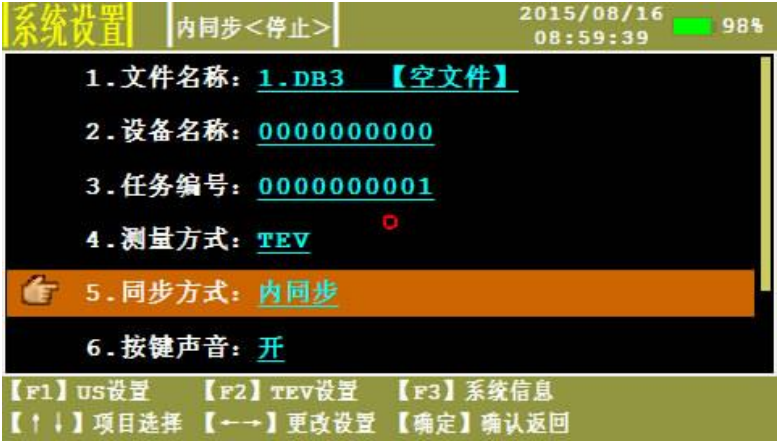 系统设置 内同步<停止> 2015/08/16 98%
08:59:39
1.文件名称: 1.DB3 【空文件】
2.设备名称: 0000000000
3.任务编号: 0000000001
4.测量方式: TEV
5.同步方式: 内同步
6.按键声音: 开
【F1】US设置 【F2】TEV设置 【F3】系统信息
【↑↓】项目选择 【←→】更改设置 【确定】确认返回